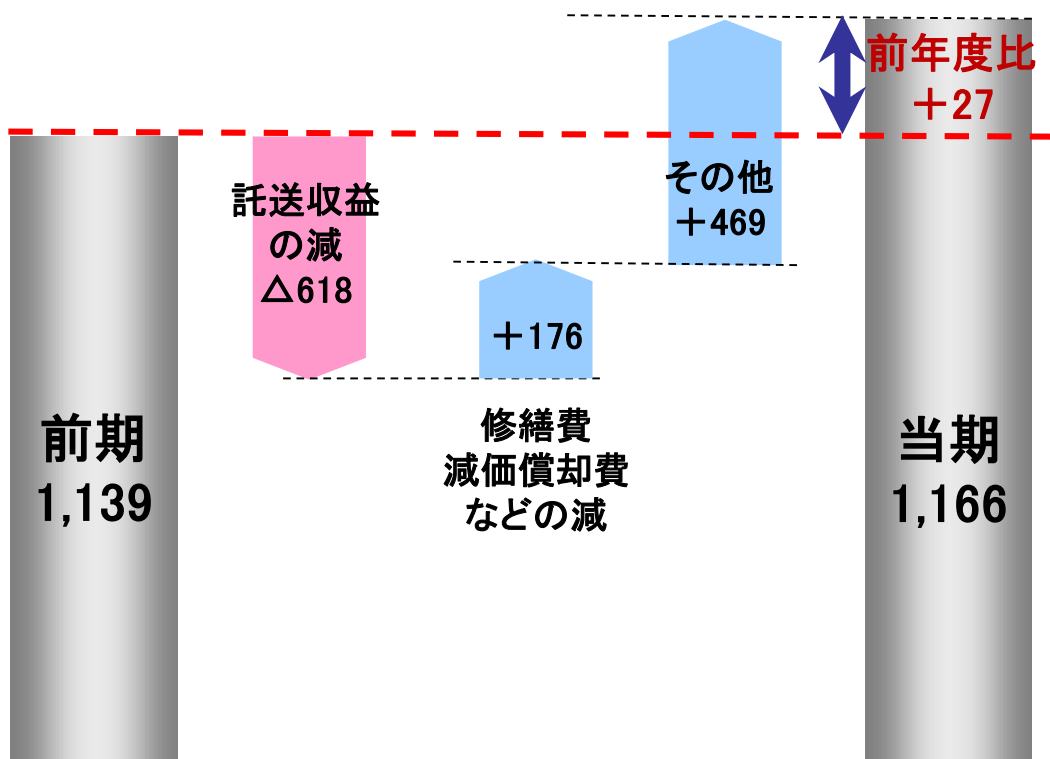 前年度比
＋27
託送収益
の減
△618
その他
＋469
＋176
修繕費
減価償却費
などの減
前期
1,139
当期
1,166